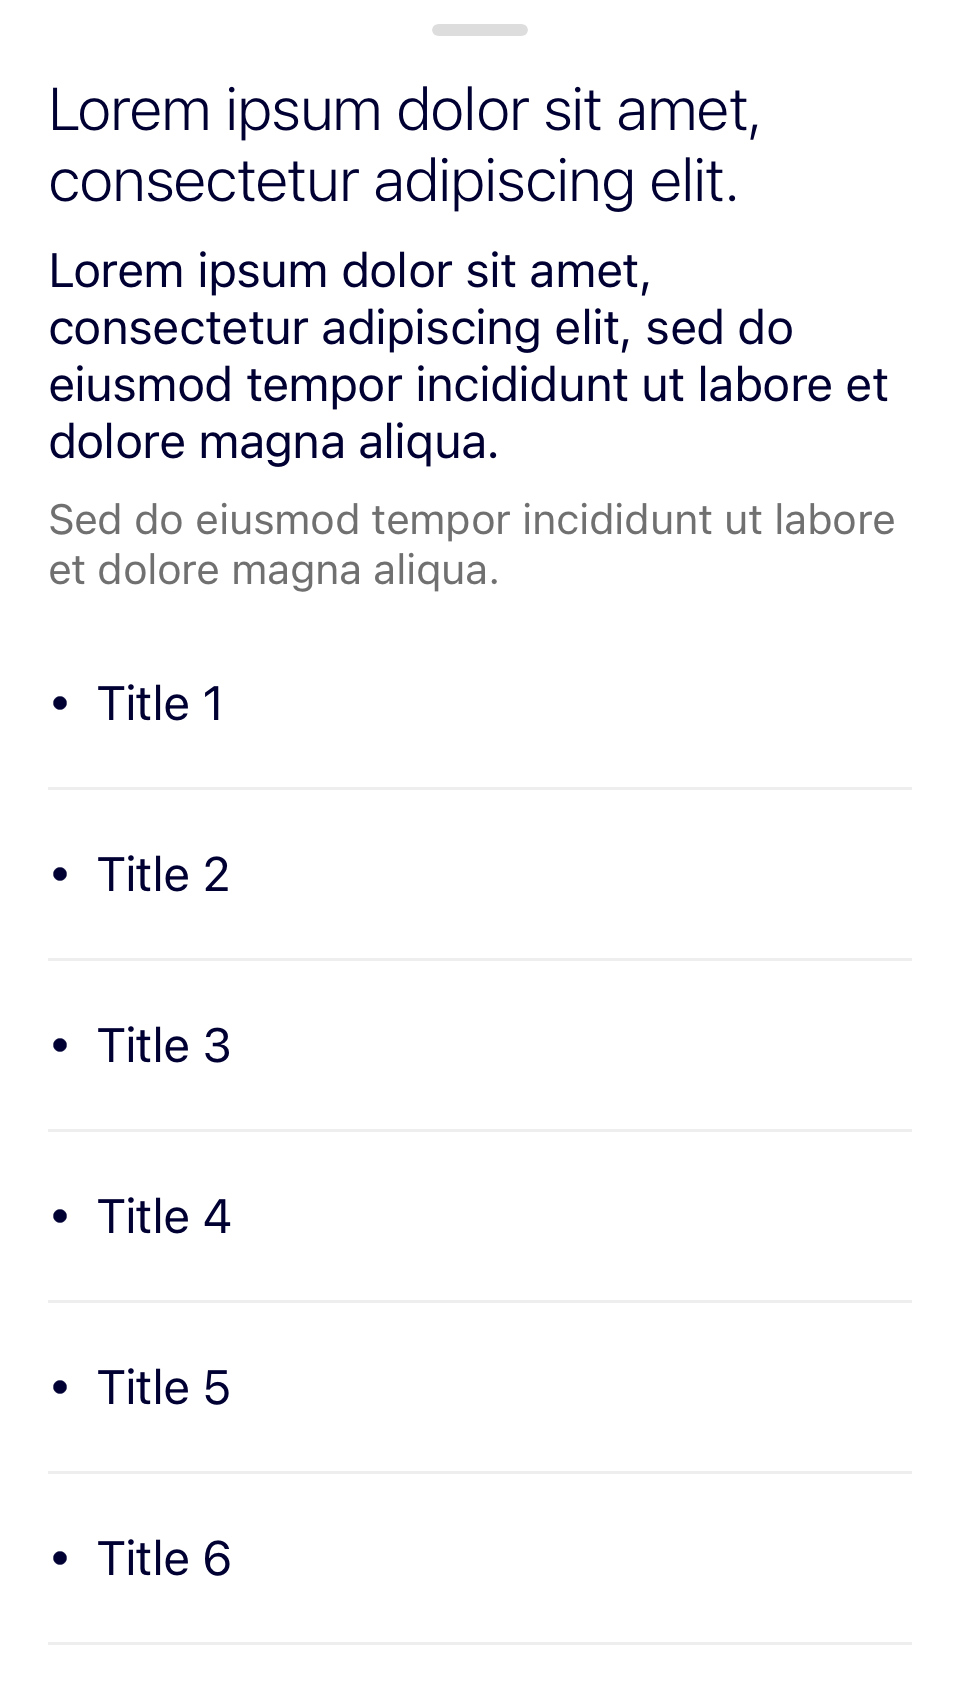 Lorem ipsum dolor sit amet,
consectetur adipiscing elit.
Lorem ipsum dolor sit amet,
consectetur adipiscing elit, sed do
eiusmod tempor incididunt ut labore et
dolore magna aliqua.
Sed do eiusmod tempor incididunt ut labore
et dolore magna aliqua.
• Title 1
• Title 2
• Title 3
• Title 4
• Title 5
• Title 6